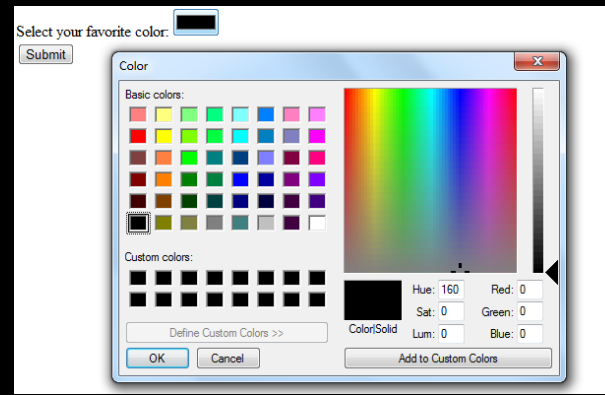 Select your favorite color:
Submit
Color
x
Basic colors:
Custom colors:
Define Custom Colors >>
OK Cancel
Color|Solid
Hue: 160 Red: 0
Sat: 0 Green: 0
Lum: 0 Blue: 0
Add to Custom Colors